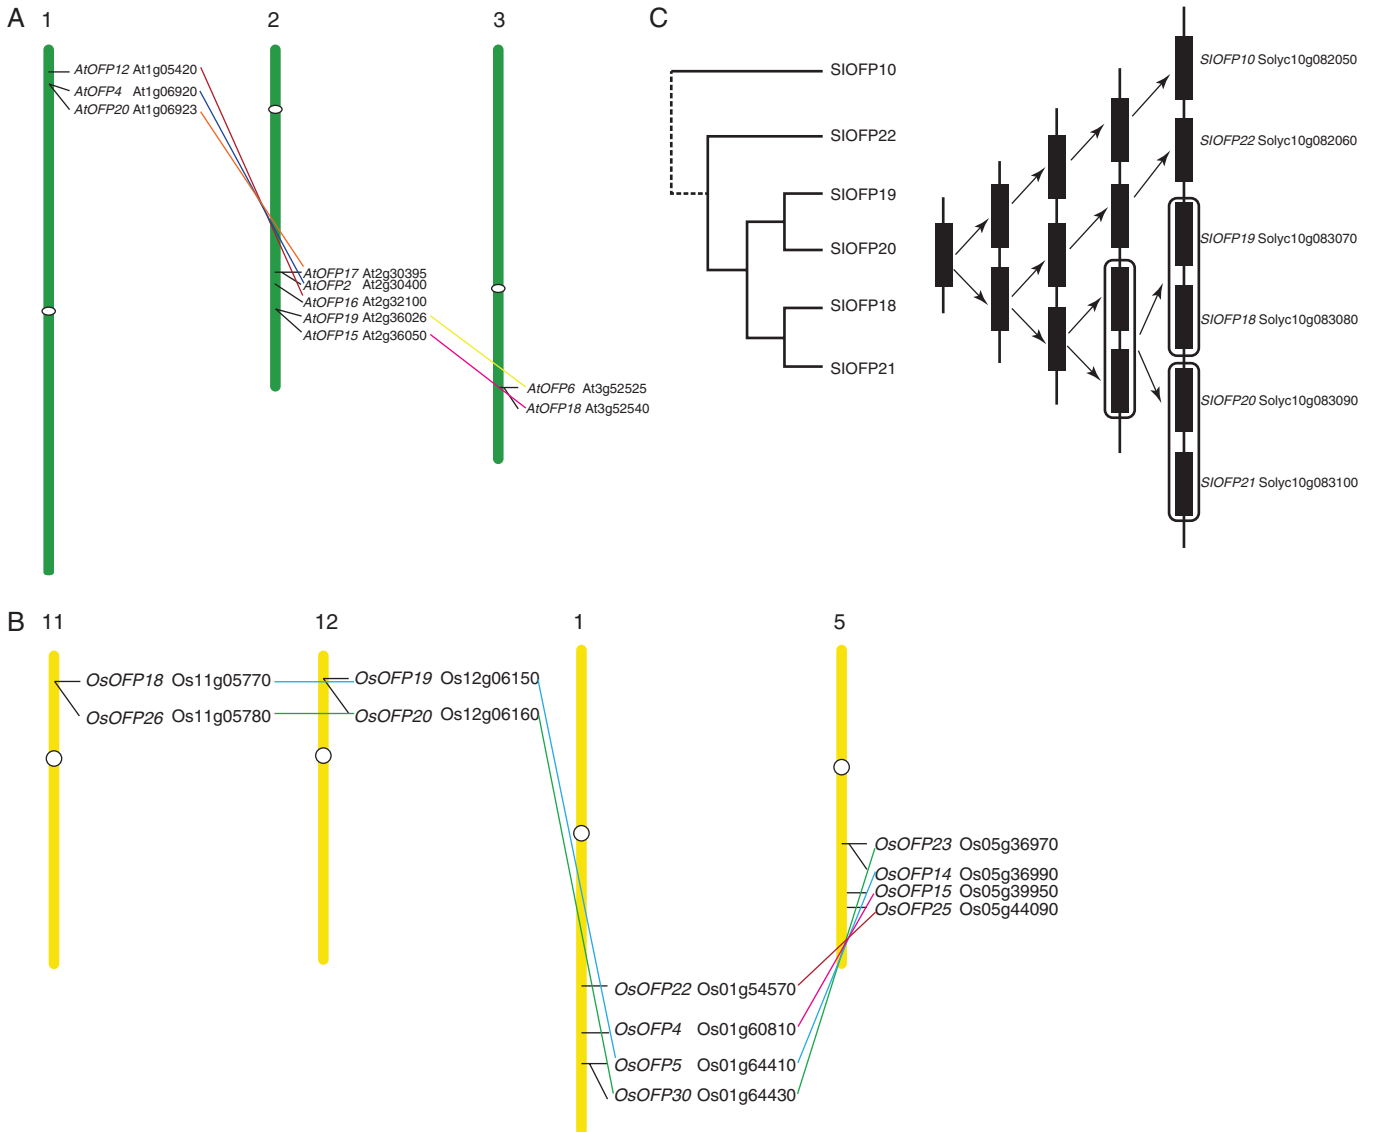 A
1
2
3
AtOFP12 At1g05420
AtOFP4 At1g06920
AtOFP20 At1g06923
AtOFP17 At2g30395
AtOFP2 At2g30400
AtOFP16 At2g32100
AtOFP19 At2g36026
AtOFP15 At2g36050
AtOFP6 At3g52525
AtOFP18 At3g52540
C
SlOFP10
SlOFP22
SlOFP19
SlOFP20
SlOFP18
SlOFP21
SlOFP10 Solyc10g082050
SlOFP22 Solyc10g082060
SlOFP19 Solyc10g083070
SlOFP18 Solyc10g083080
SlOFP20 Solyc10g083090
SlOFP21 Solyc10g083100
B
11
12
1
5
OsOFP18 Os11g05770
OsOFP26 Os11g05780
OsOFP19 Os12g06150
OsOFP20 Os12g06160
OsOFP22 Os01g54570
OsOFP4 Os01g60810
OsOFP5 Os01g64410
OsOFP30 Os01g64430
OsOFP23 Os05g36970
OsOFP14 Os05g36990
OsOFP15 Os05g39950
OsOFP25 Os05g44090